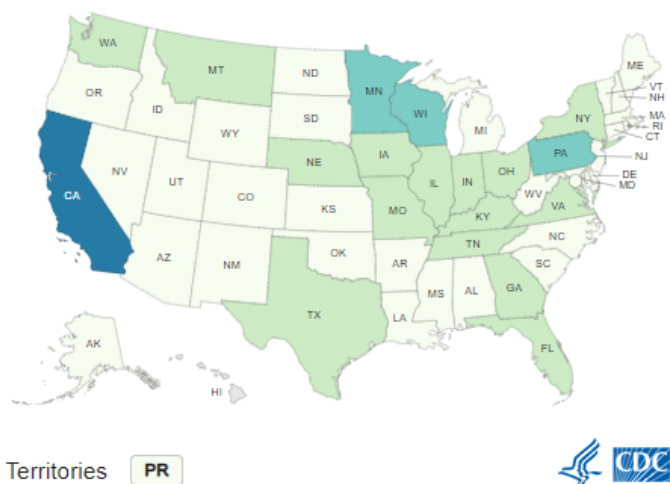 WA
MT
ND
ME
VT
NH
OR
MN
ID
SD
WI
NY
MA
RI
CT
WY
MI
IA
PA
NJ
NE
NV
OH
IL
IN
DE
MD
UT
CA
CO
WV
VA
KS
MO
KY
NC
TN
OK
AZ
NM
AR
SC
MS
AL
GA
TX
LA
AK
FL
HI
Territories PR
CDC